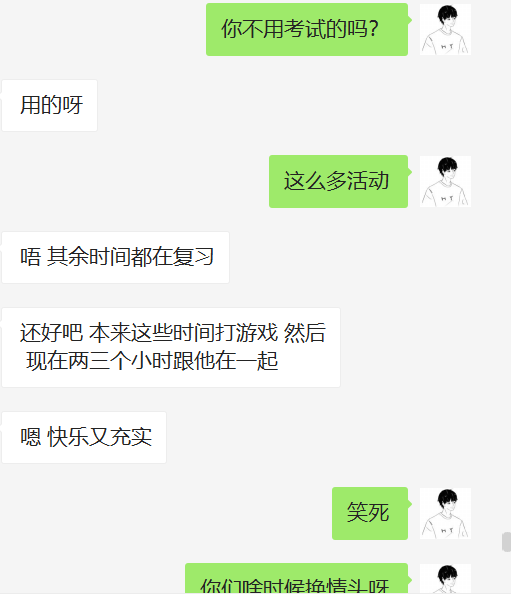 你不用考试的吗？
用的呀
这么多活动
唔 其余时间都在复习
还好吧 本来这些时间打游戏 然后
现在两三个小时跟他在一起
嗯 快乐又充实
笑死
你们啥时候换情头呀